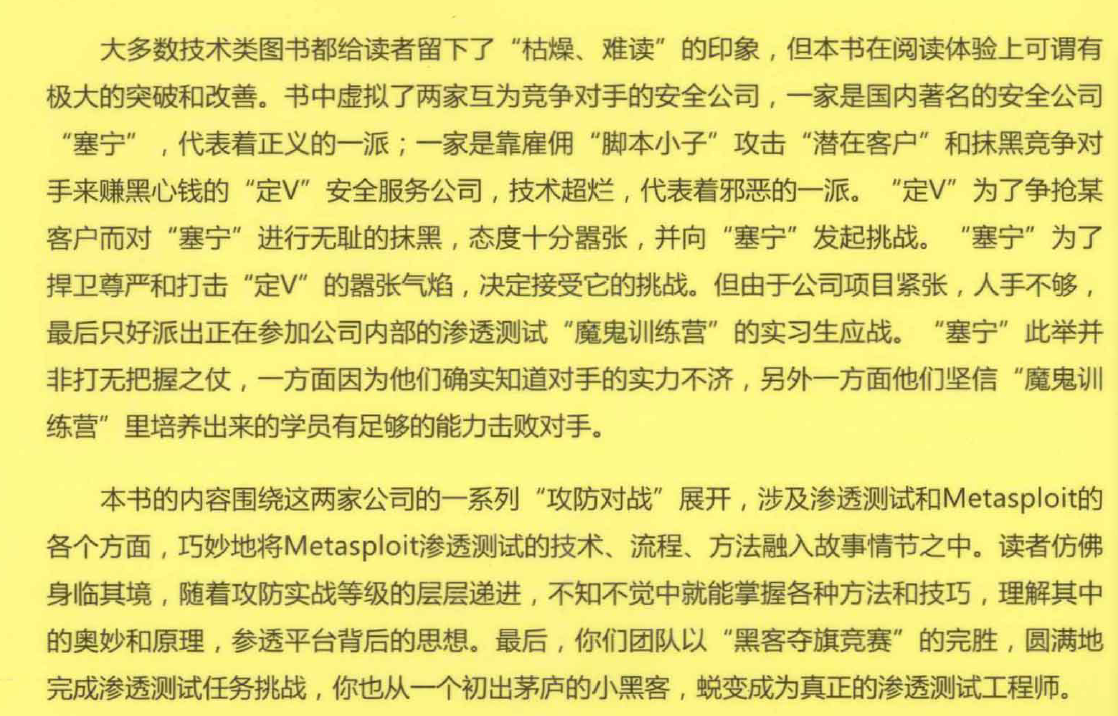 大多数技术类图书都给读者留下了“枯燥、难读”的印象，但本书在阅读体验上可谓有
极大的突破和改善。书中虚拟了两家互为竞争对手的安全公司，一家是国内著名的安全公司
“塞宁”，代表着正义的一派；一家是靠雇佣“脚本小子”攻击“潜在客户”和抹黑竞争对
手来赚黑心钱的“定V”安全服务公司，技术超烂，代表着邪恶的一派。“定V”为了争抢某
客户而对“塞宁”进行无耻的抹黑，态度十分嚣张，并向“塞宁”发起挑战。“塞宁”为了
捍卫尊严和打击“定V”的嚣张气焰，决定接受它的挑战。但由于公司项目紧张，人手不够，
最后只好派出正在参加公司内部的渗透测试“魔鬼训练营”的实习生应战。“塞宁”此举并
非打无把握之仗，一方面因为他们确实知道对手的实力不济，另外一方面他们坚信“魔鬼训
练营”里培养出来的学员有足够的能力击败对手。
本书的内容围绕这两家公司的一系列“攻防对战”展开，涉及渗透测试和Metasploit的
各个方面，巧妙地将Metasploit渗透测试的技术、流程、方法融入故事情节之中。读者仿佛
身临其境，随着攻防实战等级的层层递进，不知不觉中就能掌握各种方法和技巧，理解其中
的奥妙和原理，参透平台背后的思想。最后，你们团队以“黑客夺旗竞赛”的完胜，圆满地
完成渗透测试任务挑战，你也从一个初出茅庐的小黑客，蜕变成为真正的渗透测试工程师。